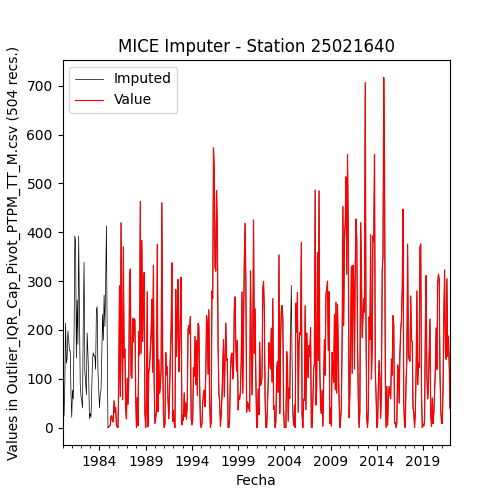 MICE Imputer - Station 25021640
Imputed
Value
Values in Outlier_IQR_Cap_Pivot_PTPM_TT_M.csv (504 recs.)
700
600
500
400
300
200
100
0
1984 1989 1994 1999 2004 2009 2014 2019
Fecha